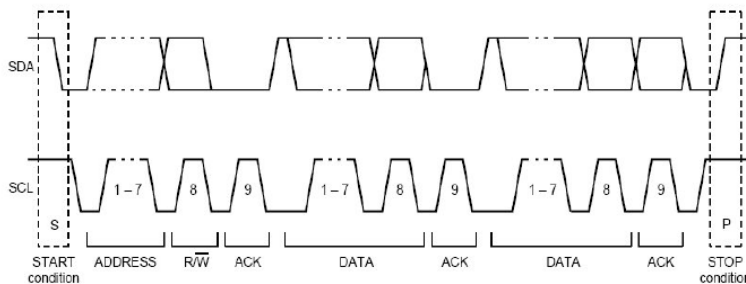 SDA
SCL
1 – 7 8 9 1 – 7 8 9 1 – 7 8 9
S P
START condition ADDRESS R/W̅ ACK DATA ACK DATA ACK STOP condition